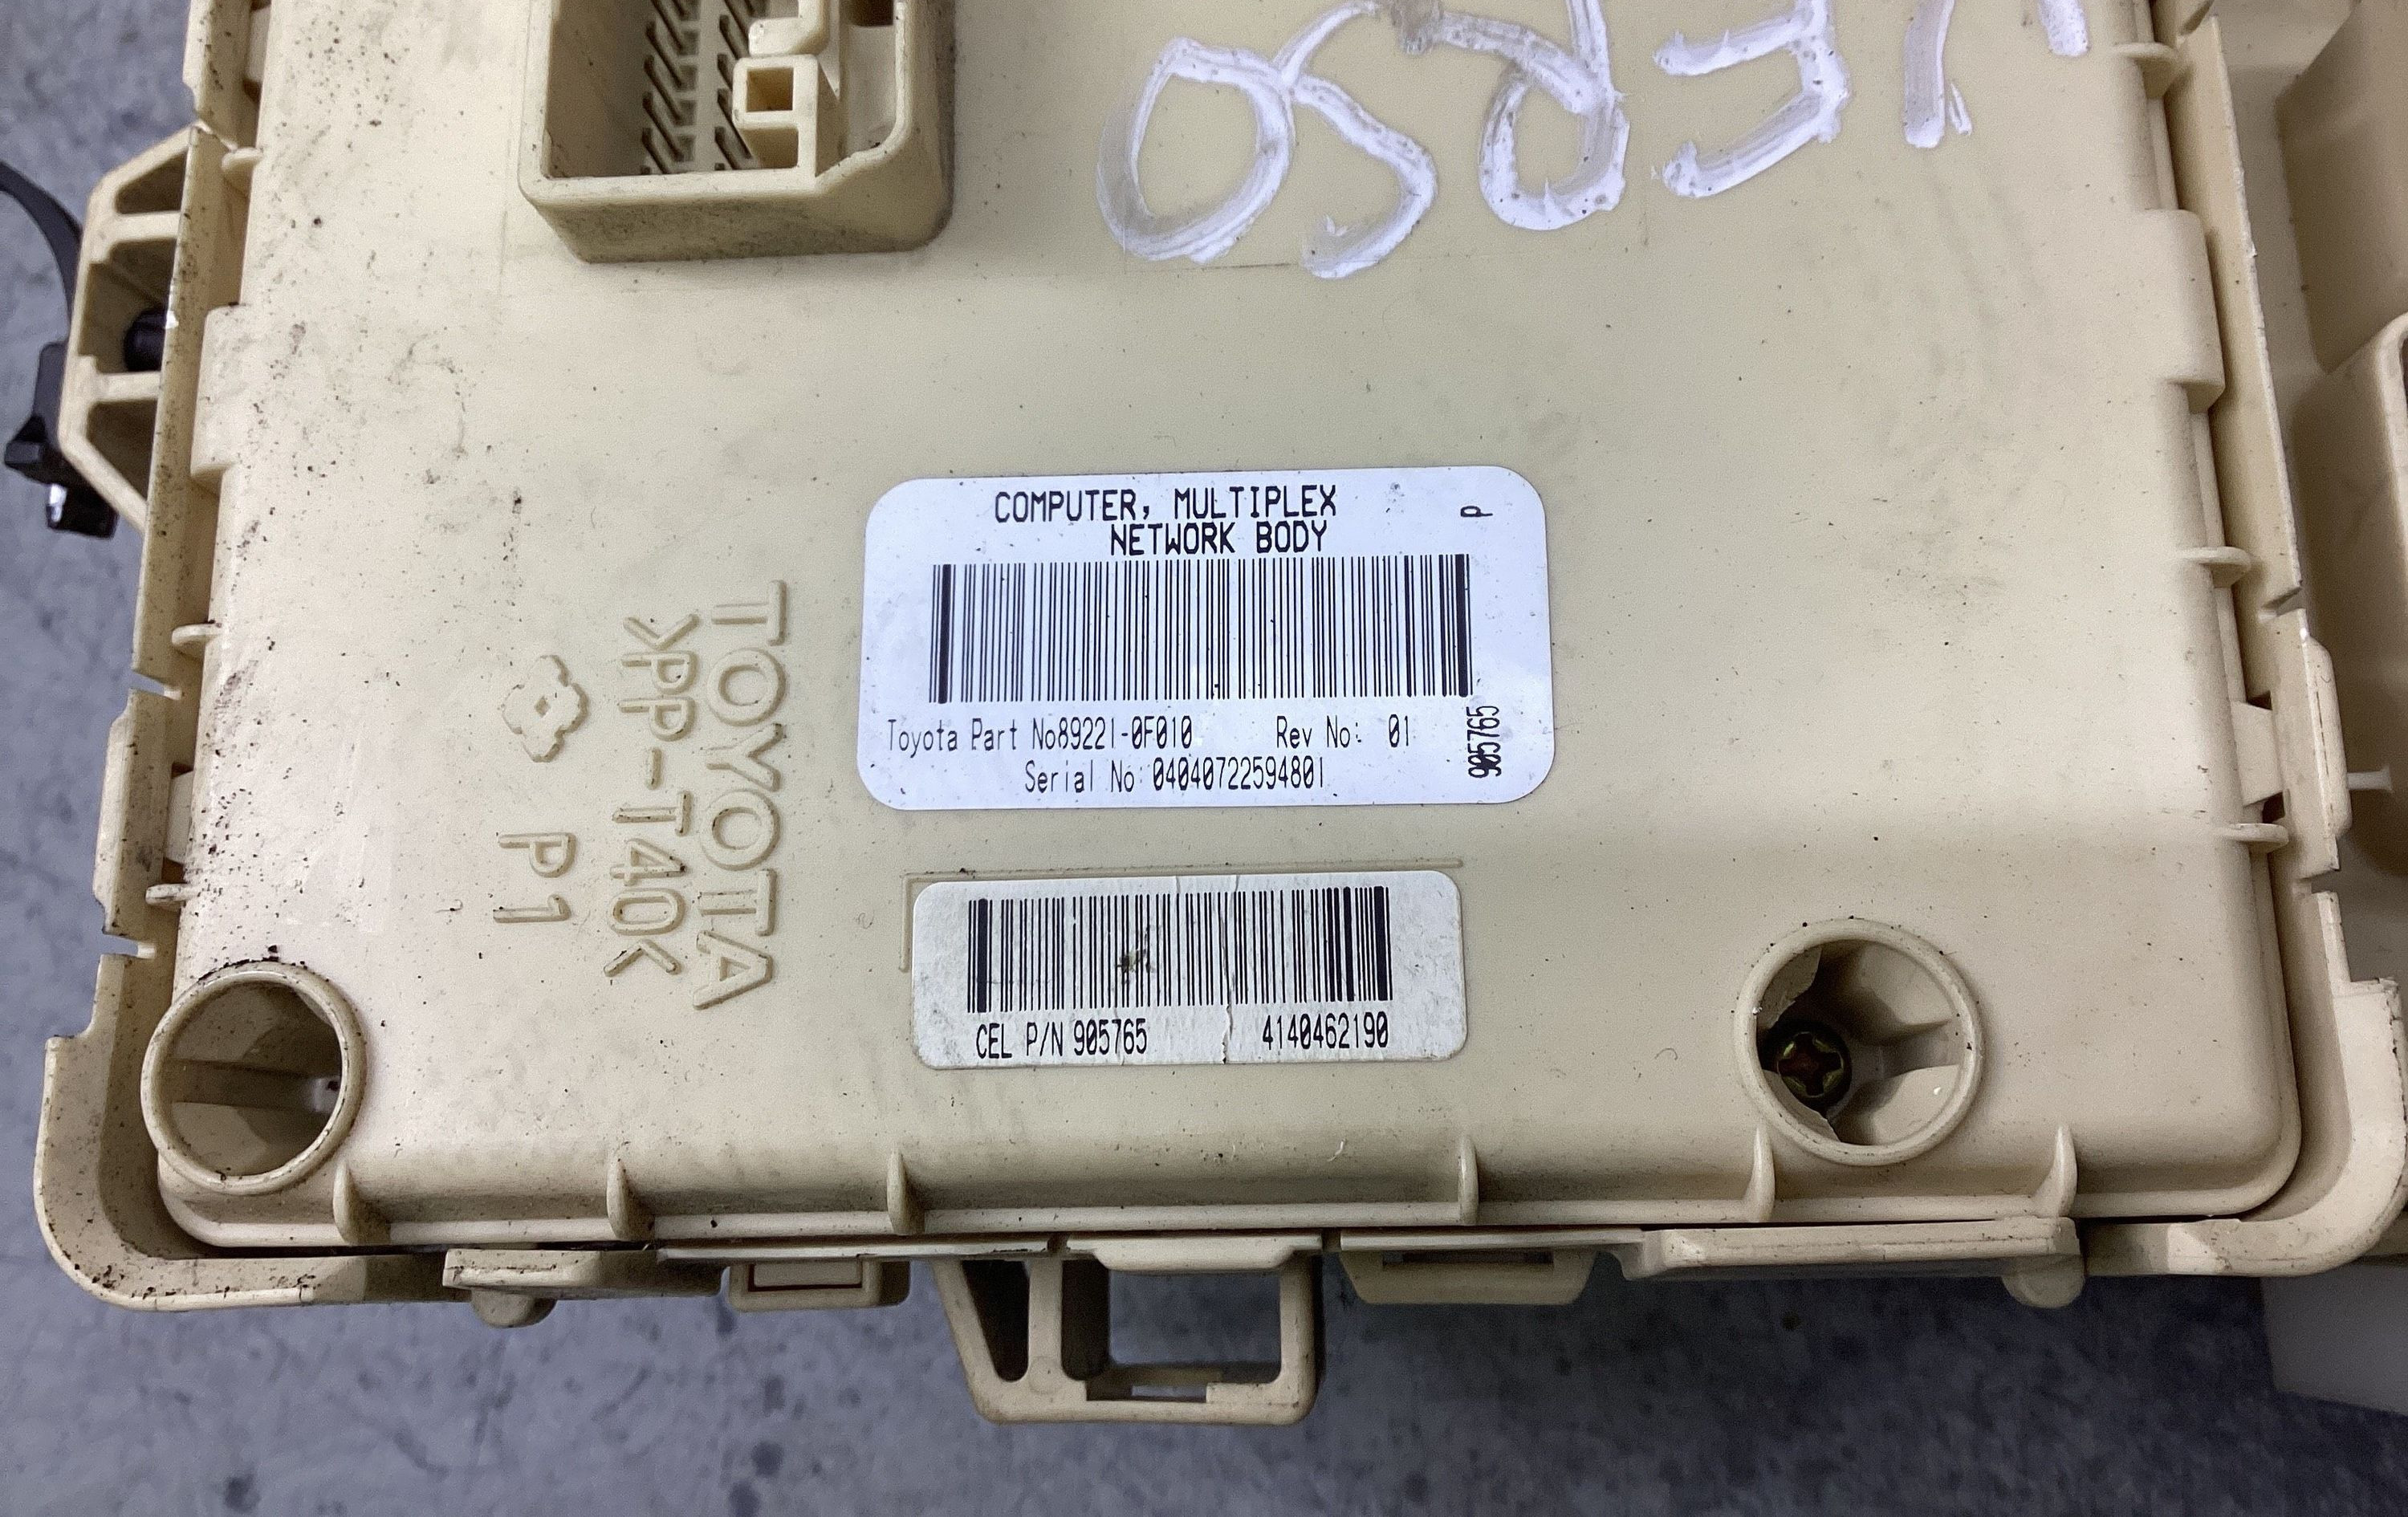 COMPUTER, MULTIPLEX
NETWORK BODY
P
Toyota Part No89221-0F010 Rev No: 01
Serial No 04040722594801
905765
TOYOTA
>PP-T40<
P1
CEL P/N 905765 4140462190